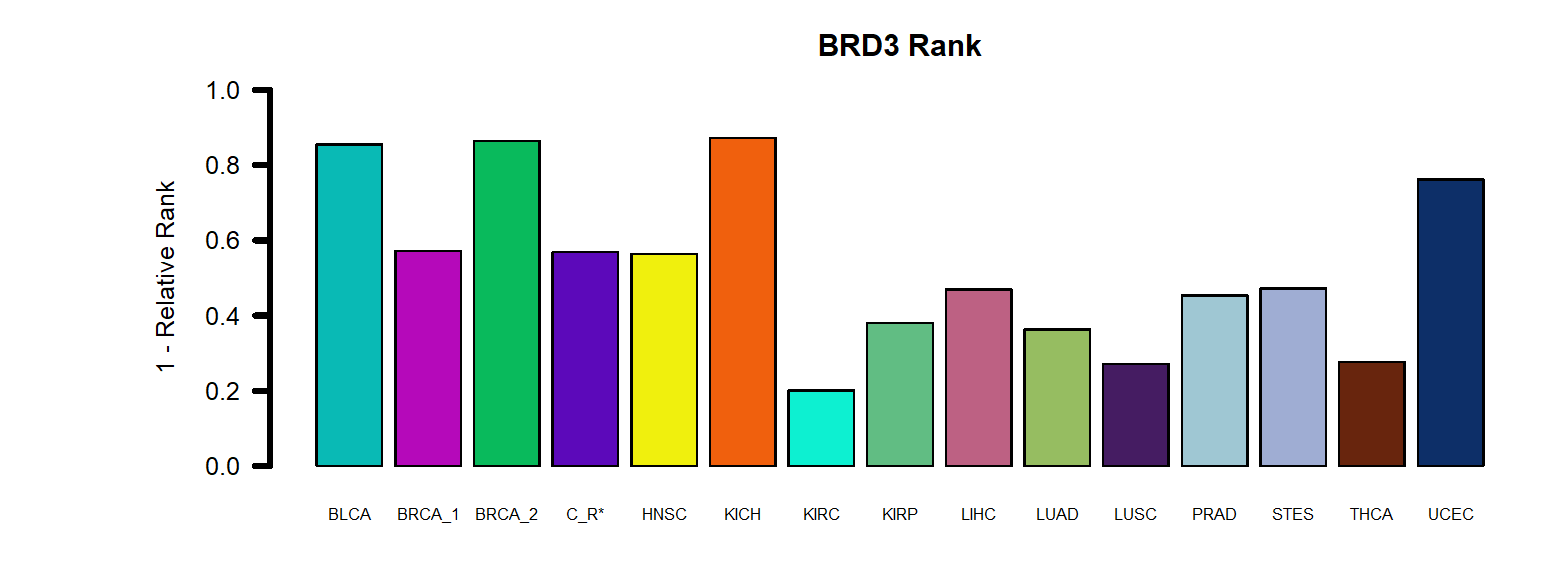 BRD3 Rank
1 - Relative Rank
1.0
0.8
0.6
0.4
0.2
0.0
BLCA BRCA_1 BRCA_2 C_R* HNSC KICH KIRC KIRP LIHC LUAD LUSC PRAD STES THCA UCEC